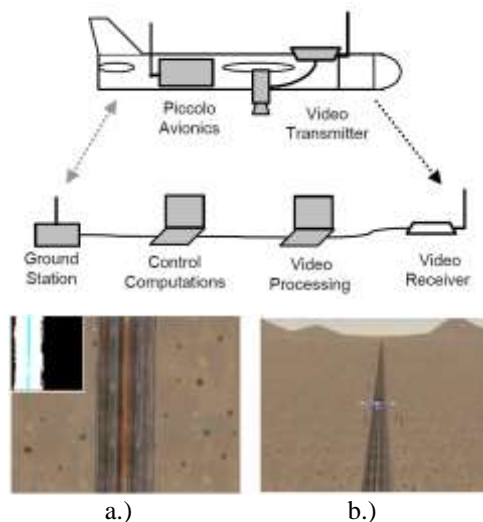 Piccolo
Avionics
Video
Transmitter
Ground
Station
Control
Computations
Video
Processing
Video
Receiver
a.)
b.)